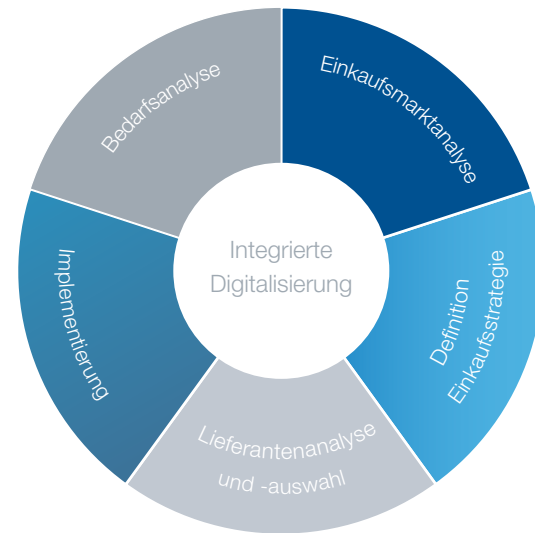 Bedarfsanalyse
Einkaufsmarktanalyse
Integrierte
Digitalisierung
Implementierung
Definition
Einkaufsstrategie
Lieferantenanalyse
und -auswahl